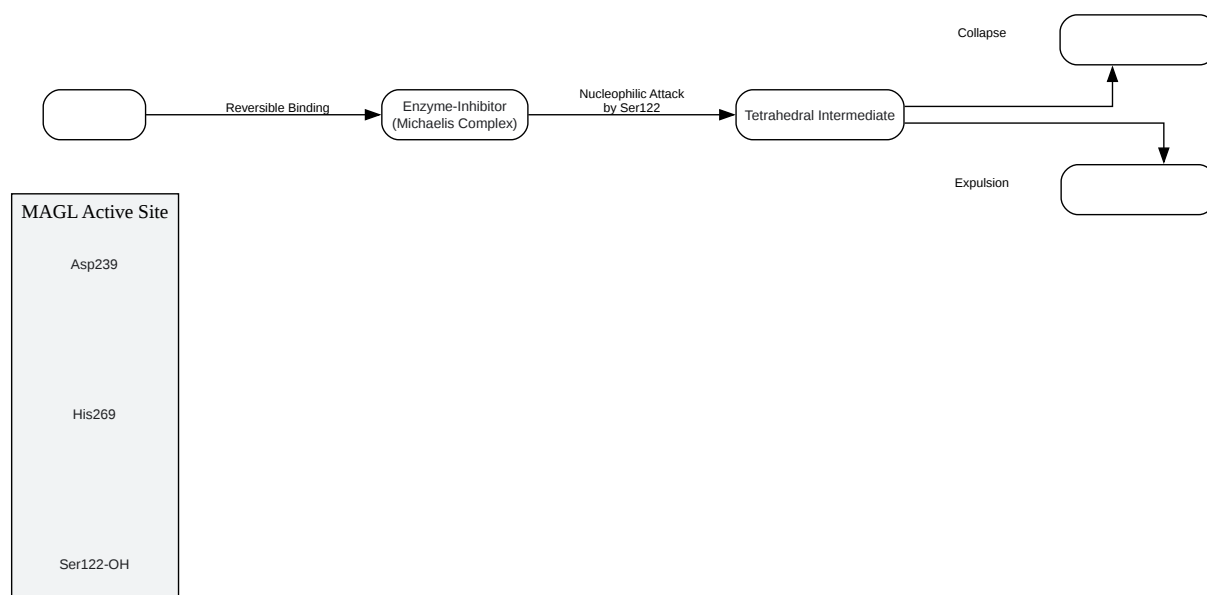 Collapse
Reversible Binding
Enzyme-Inhibitor
(Michaelis Complex)
Nucleophilic Attack
by Ser122
Tetrahedral Intermediate
Expulsion
MAGL Active Site
Asp239
His269
Ser122-OH